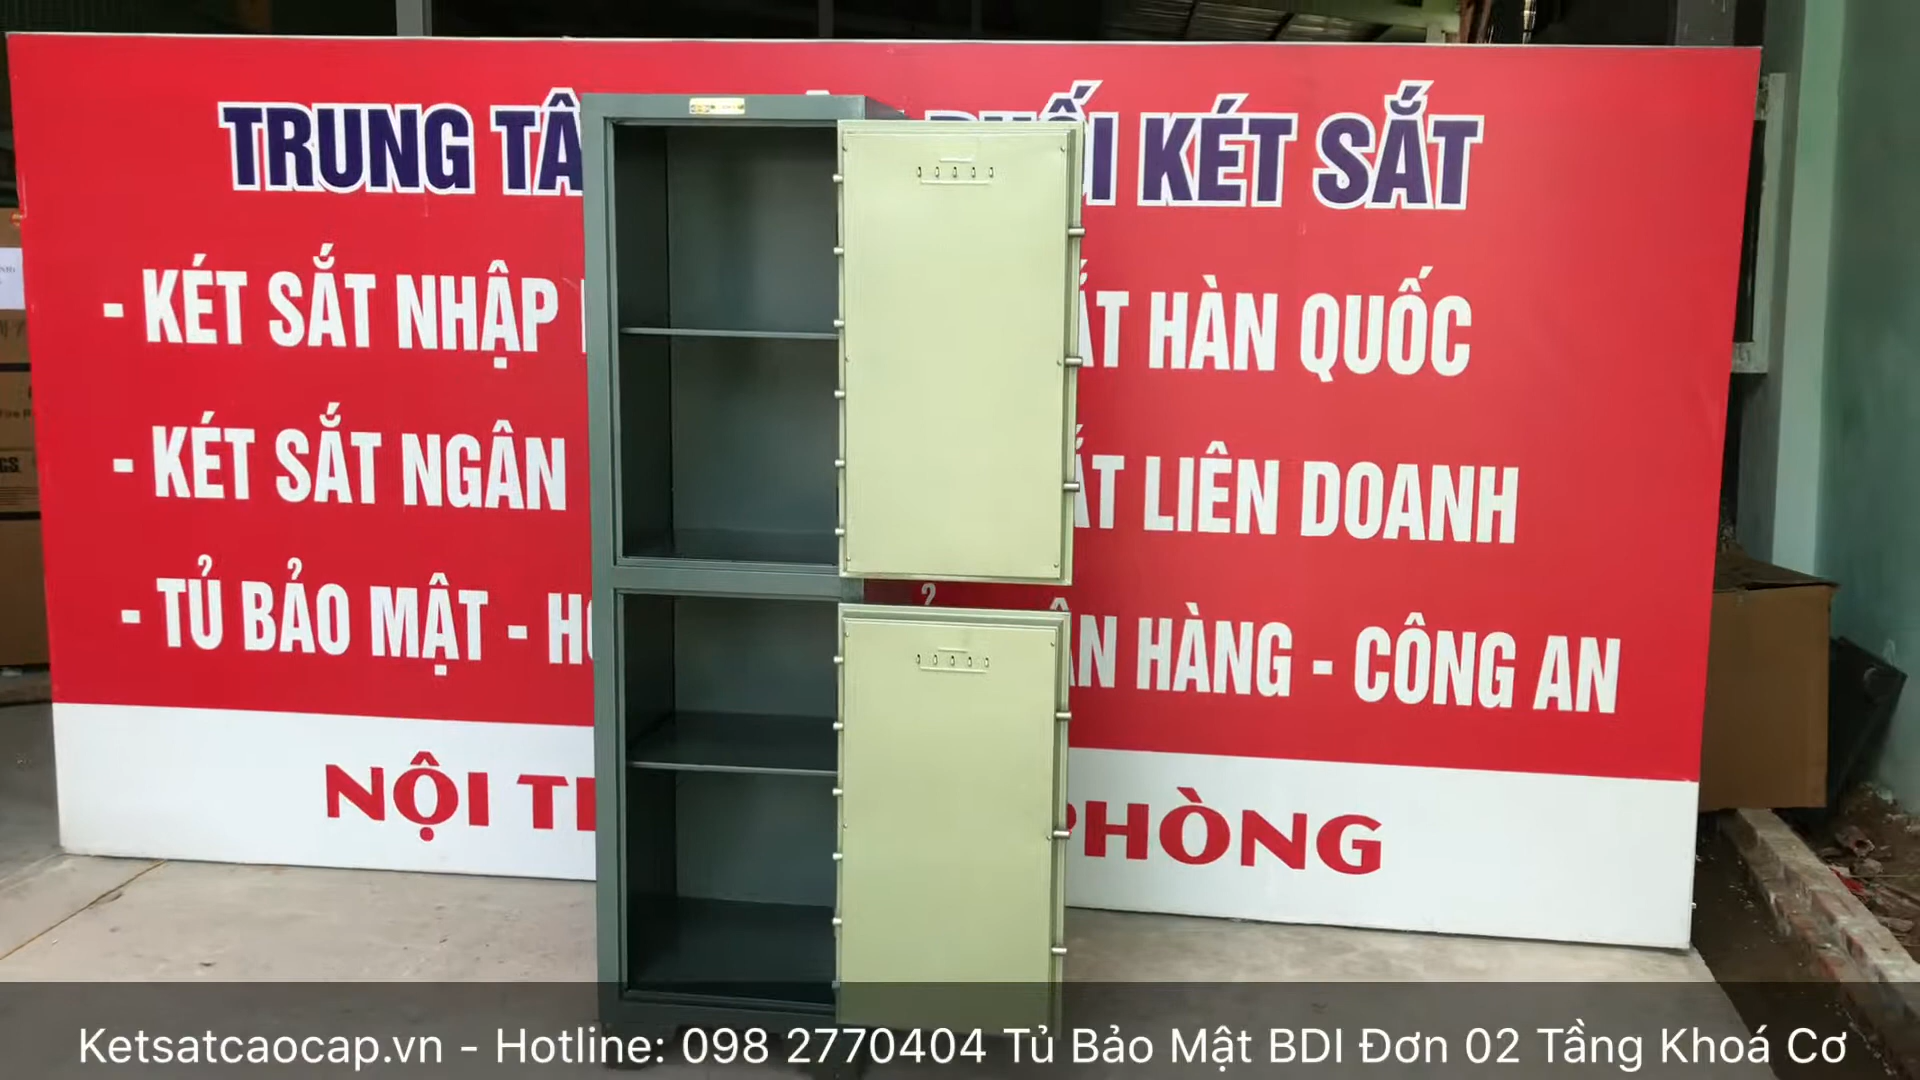 TRUNG TÂ PHỐI KÉT SẮT
- KÉT SẮT NHẬP ẮT HÀN QUỐC
- KÉT SẮT NGÂN ẮT LIÊN DOANH
- TỦ BẢO MẬT - H ÂN HÀNG - CÔNG AN
NỘI T PHÒNG
Ketsatcaocap.vn - Hotline: 098 2770404 Tủ Bảo Mật BDI Đơn 02 Tầng Khoá Cơ